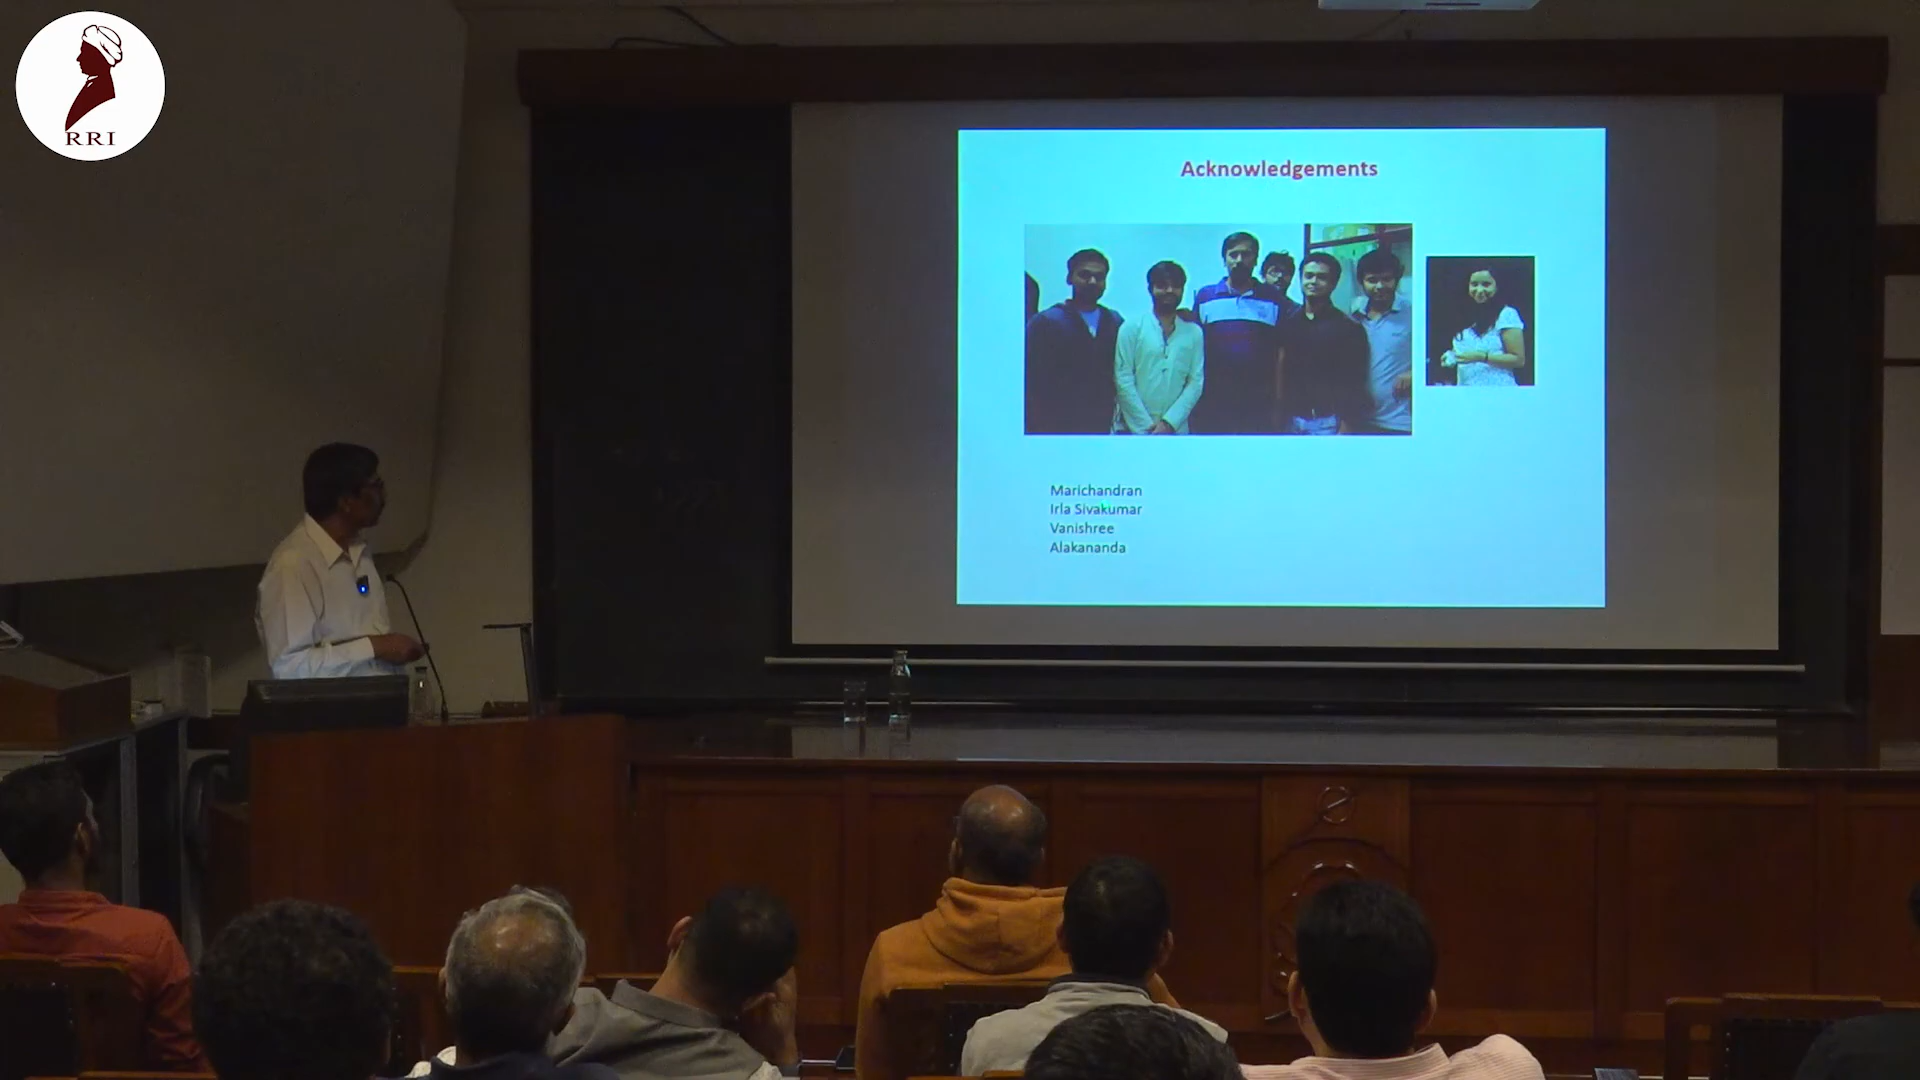 RRI
Acknowledgements
Marichandran
Irla Sivakumar
Vanishree
Alakananda